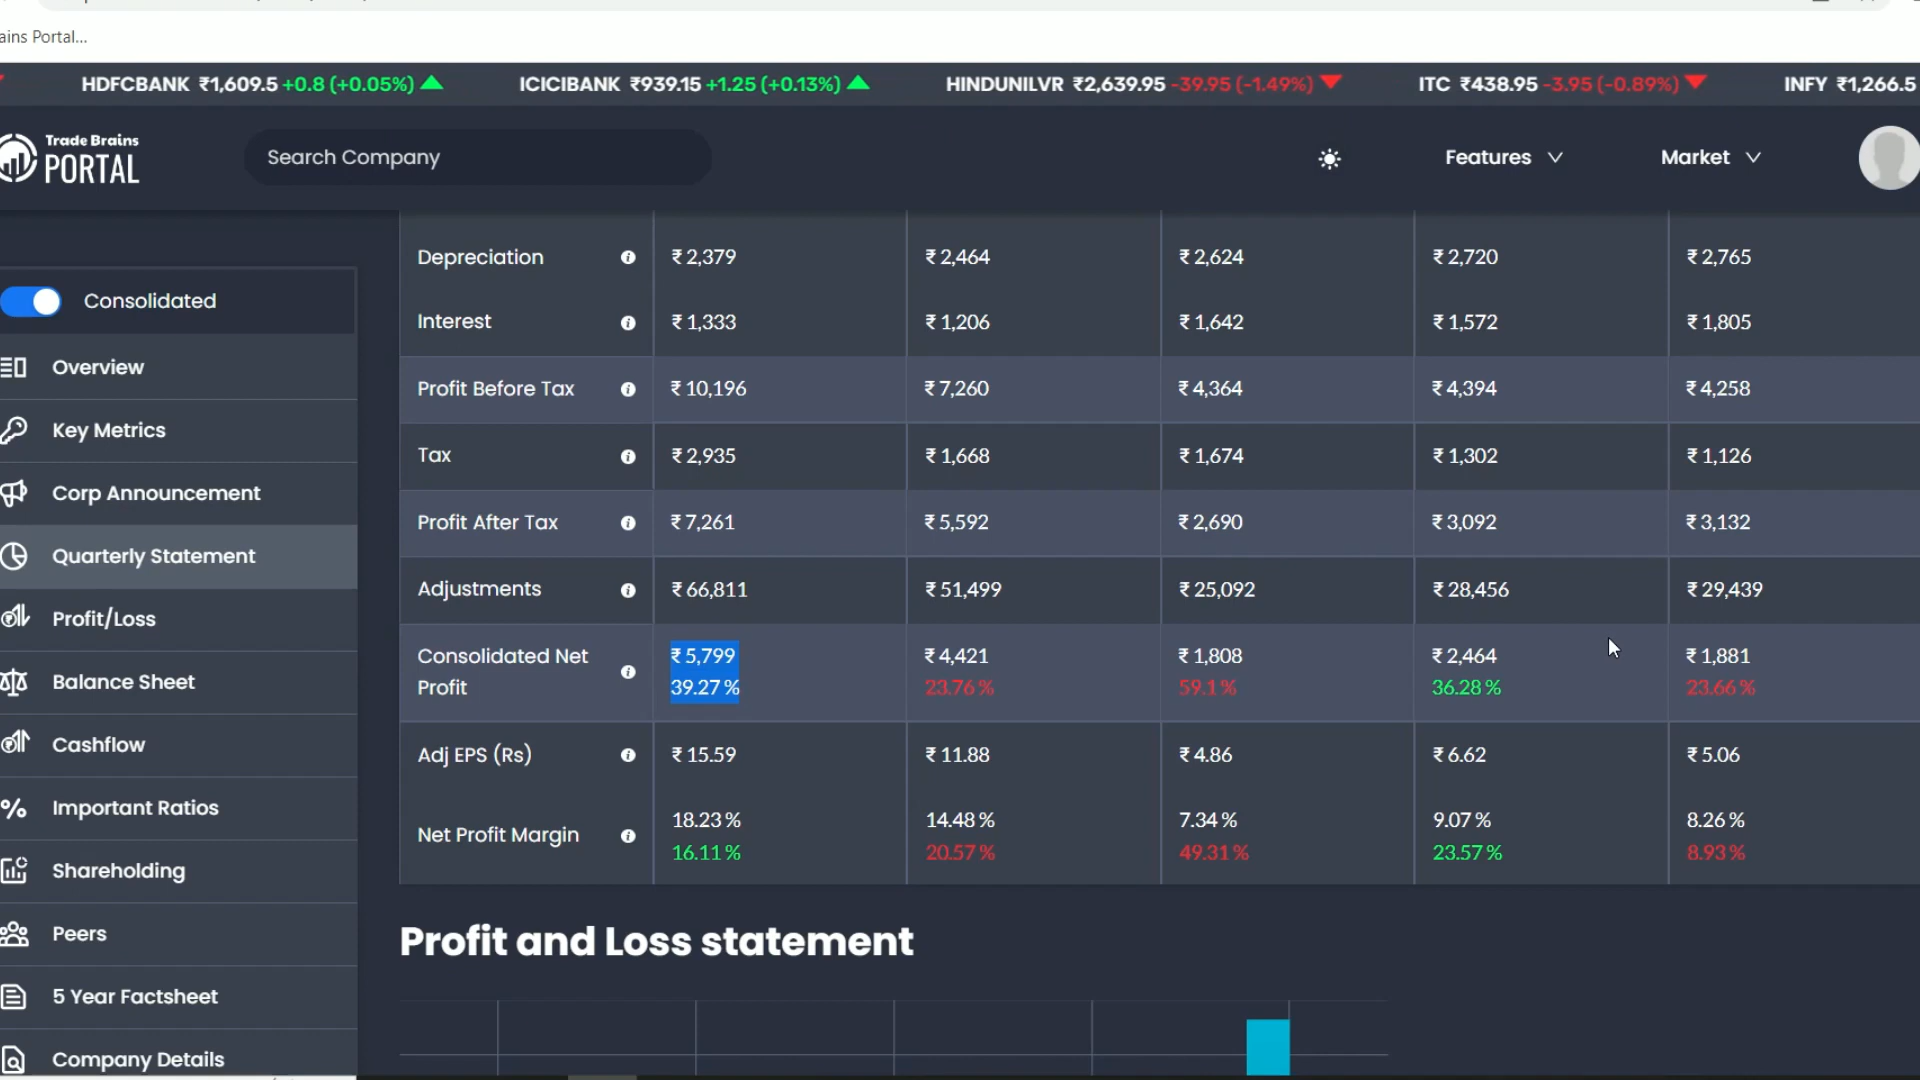 ains Portal...
HDFCBANK ₹1,609.5 +0.8 (+0.05%) ICICIBANK ₹939.15 +1.25 (+0.13%) HINDUNILVR ₹2,639.95 -39.95 (-1.49%) ITC ₹438.95 -3.95 (-0.89%) INFY ₹1,266.5
Trade Brains
PORTAL
Search Company
Features
Market
Consolidated
Overview
Key Metrics
Corp Announcement
Quarterly Statement
Profit/Loss
Balance Sheet
Cashflow
Important Ratios
Shareholding
Peers
5 Year Factsheet
Company Details
Depreciation ₹ 2,379 ₹ 2,464 ₹ 2,624 ₹ 2,720 ₹ 2,765
Interest ₹ 1,333 ₹ 1,206 ₹ 1,642 ₹ 1,572 ₹ 1,805
Profit Before Tax ₹ 10,196 ₹ 7,260 ₹ 4,364 ₹ 4,394 ₹ 4,258
Tax ₹ 2,935 ₹ 1,668 ₹ 1,674 ₹ 1,302 ₹ 1,126
Profit After Tax ₹ 7,261 ₹ 5,592 ₹ 2,690 ₹ 3,092 ₹ 3,132
Adjustments ₹ 66,811 ₹ 51,499 ₹ 25,092 ₹ 28,456 ₹ 29,439
Consolidated Net ₹ 5,799 ₹ 4,421 ₹ 1,808 ₹ 2,464 ₹ 1,881
Profit 39.27 % 23.76 % 59.1 % 36.28 % 23.66 %
Adj EPS (Rs) ₹ 15.59 ₹ 11.88 ₹ 4.86 ₹ 6.62 ₹ 5.06
Net Profit Margin 18.23 % 14.48 % 7.34 % 9.07 % 8.26 %
16.11 % 20.57 % 49.31 % 23.57 % 8.93 %
Profit and Loss statement